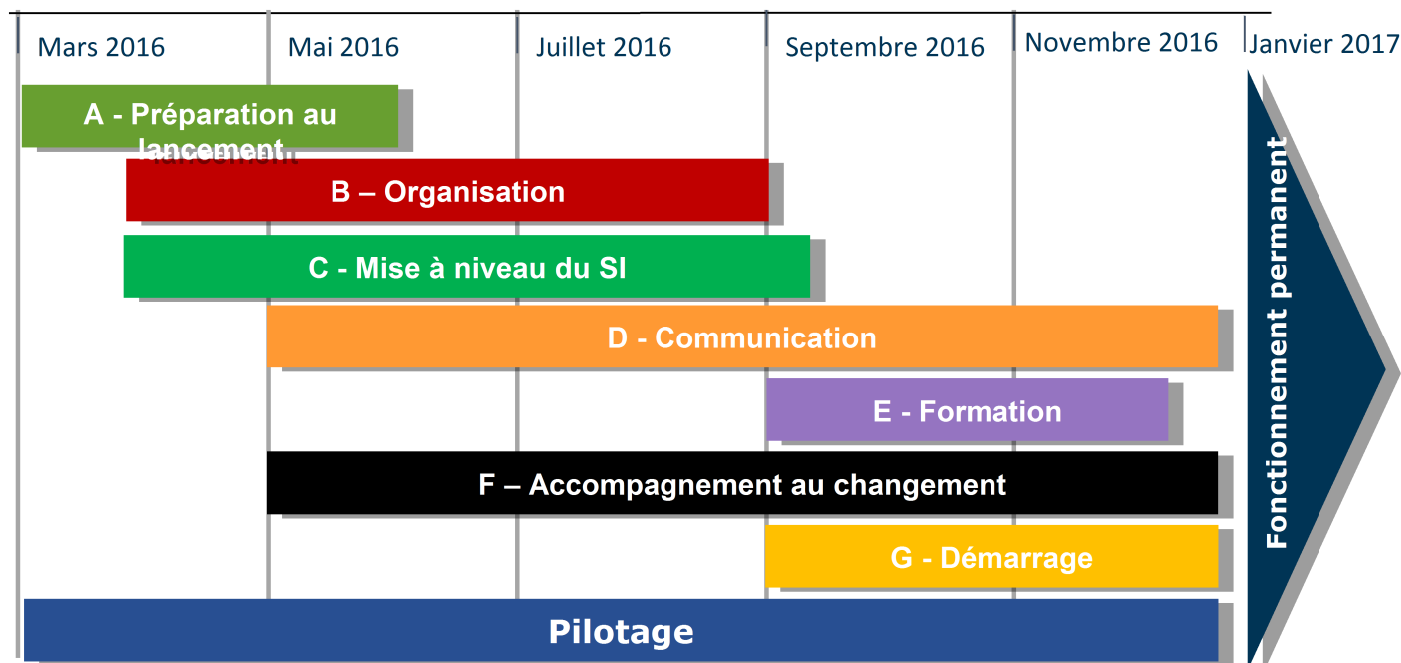 Mars 2016
Mai 2016
Juillet 2016
Septembre 2016
Novembre 2016
Janvier 2017
A - Préparation au
lancement
B – Organisation
C - Mise à niveau du SI
D - Communication
E - Formation
F – Accompagnement au changement
G - Démarrage
Pilotage
Fonctionnement permanent